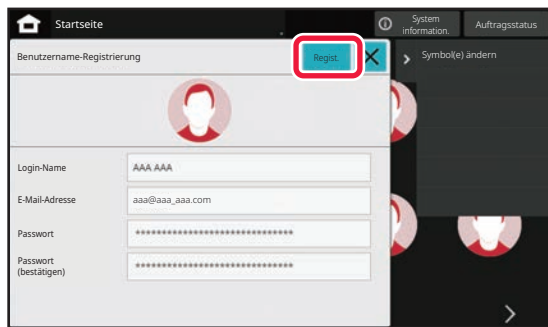 Startseite
System
information.
Auftragsstatus
Benutzername-Registrierung
Regist.
Symbol(e) ändern
Login-Name
AAA AAA
E-Mail-Adresse
aaa@aaa_aaa.com
Passwort
*******************************
Passwort
(bestätigen)
*******************************